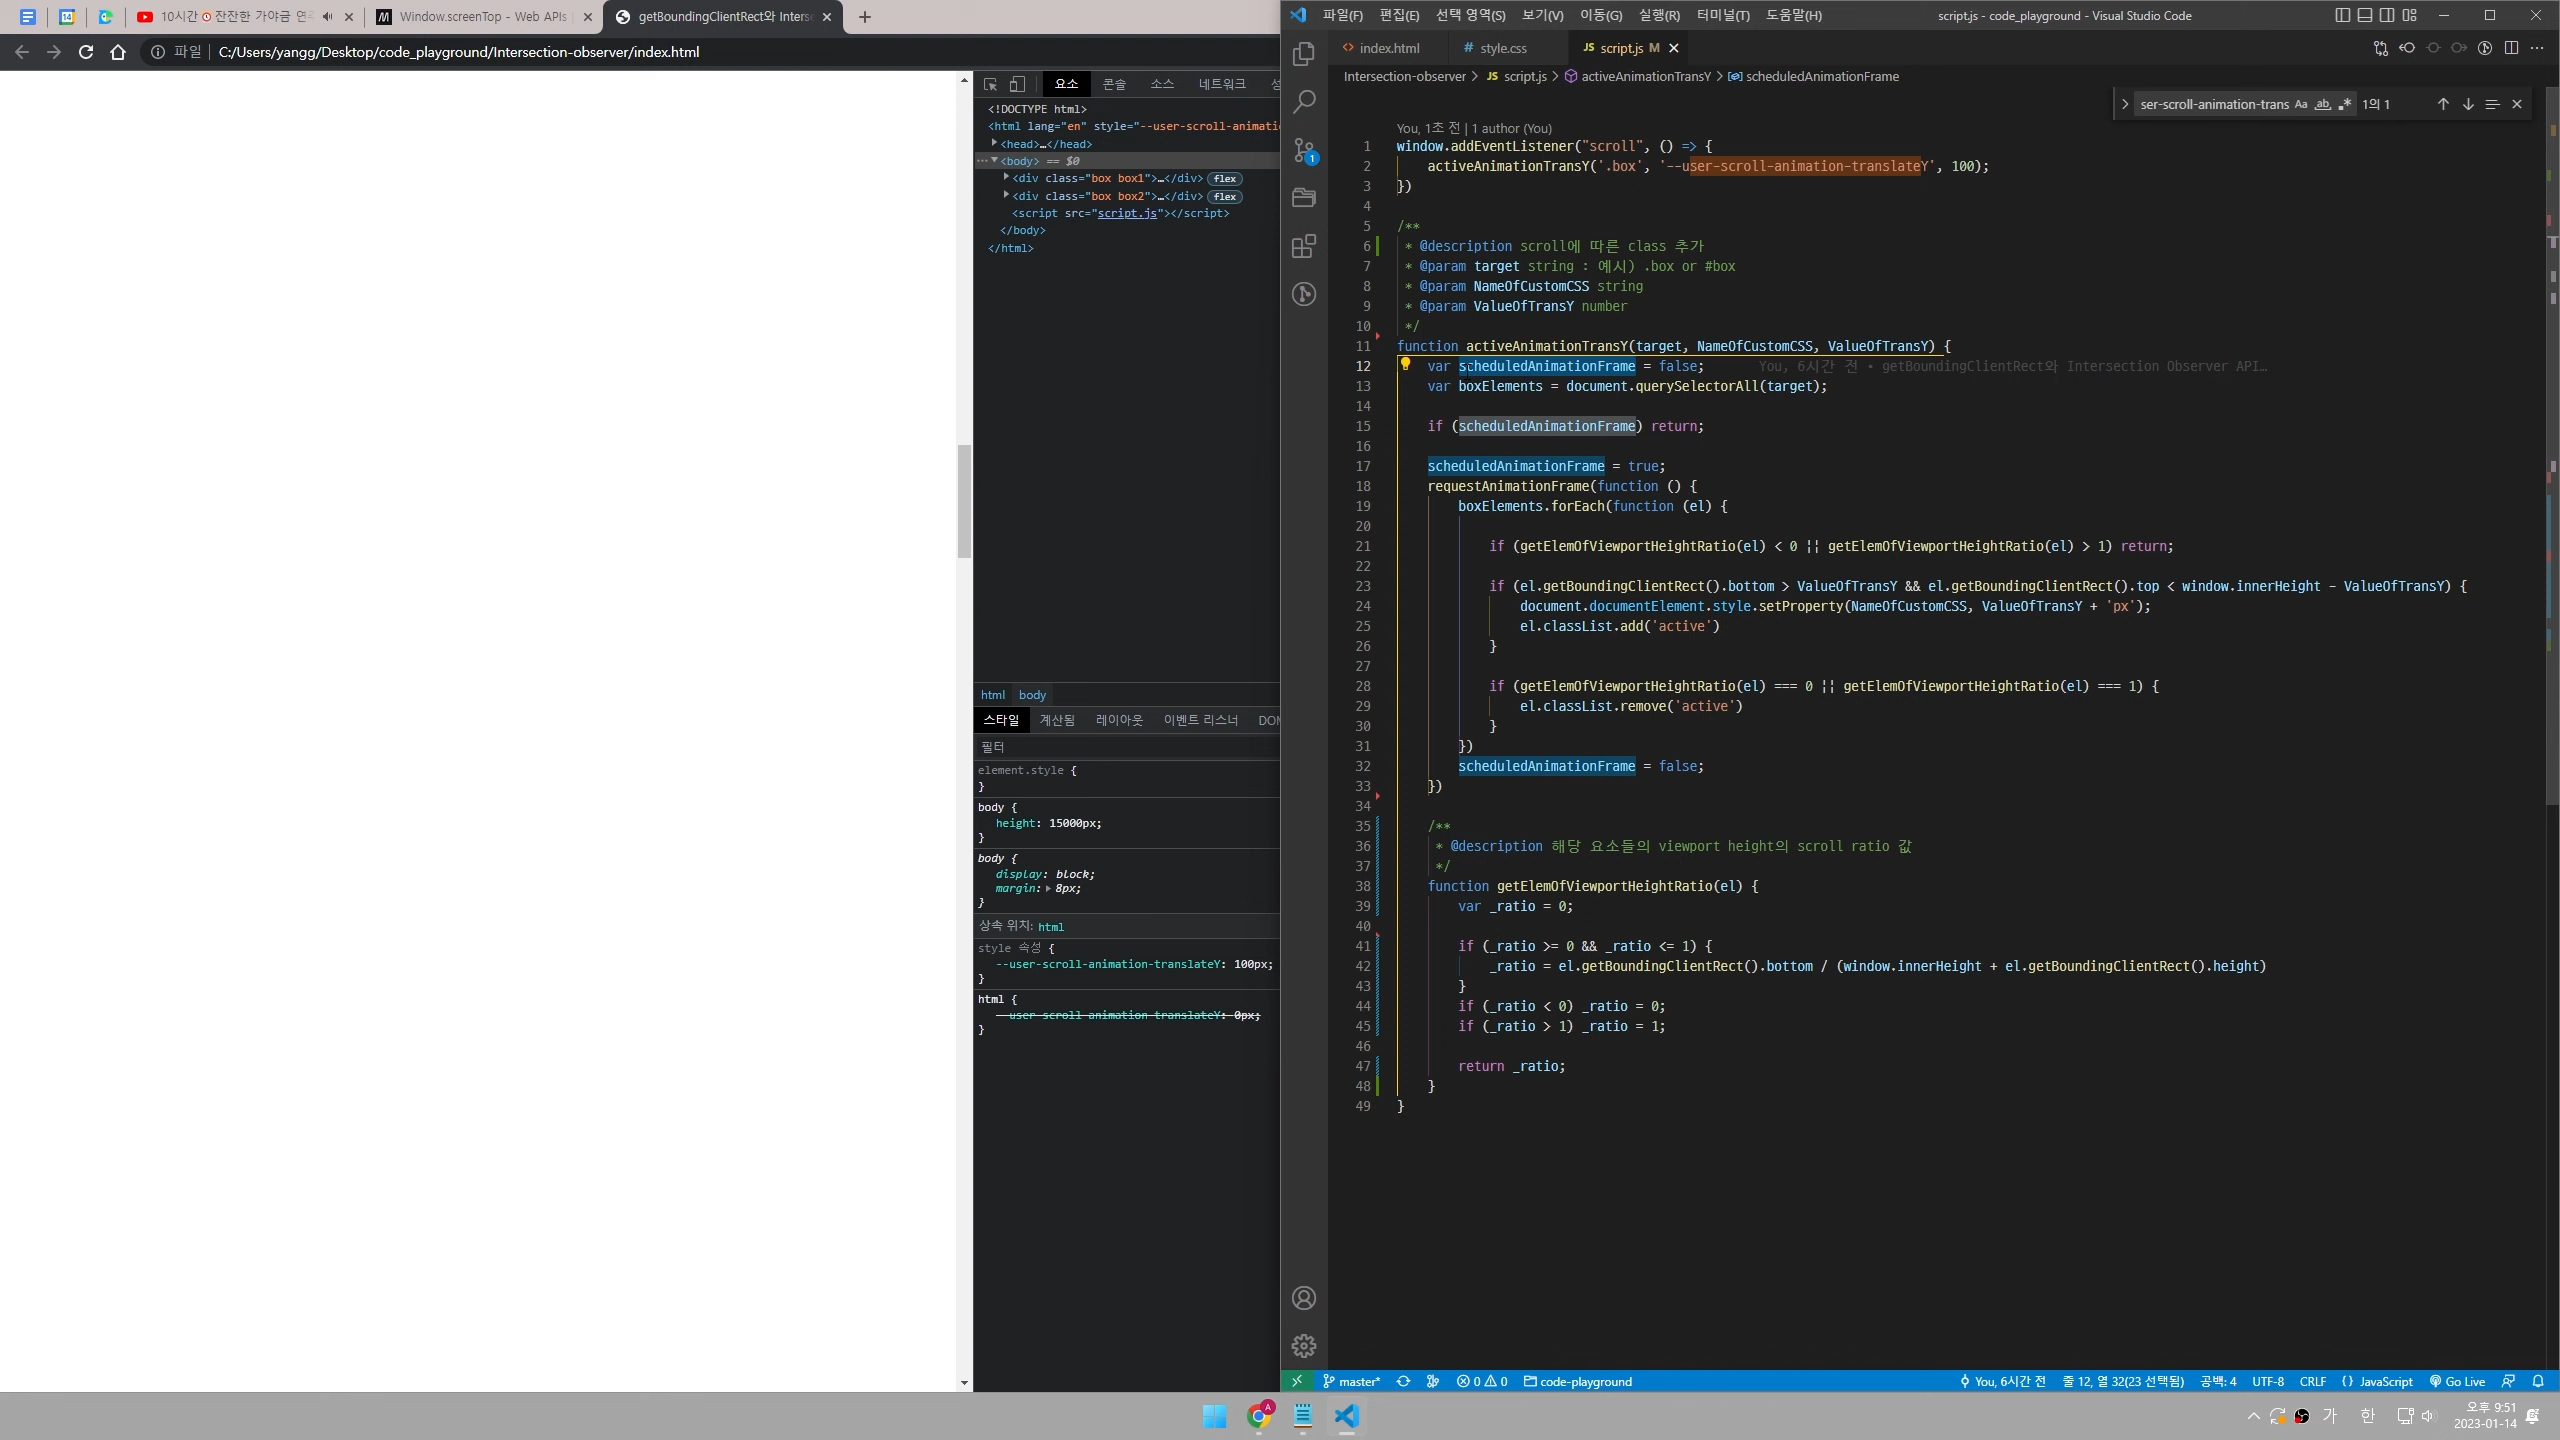 10시간 잔잔한 가야금 연주
Window.screenTop - Web APIs
getBoundingClientRect와 Interse
파일 C:/Users/yangg/Desktop/code_playground/Intersection-observer/index.html
요소 콘솔 소스 네트워크
<!DOCTYPE html>
<html lang="en" style="--user-scroll-animatio
<head>…</head>
<body> == $0
<div class="box box1">…</div> flex
<div class="box box2">…</div> flex
<script src="script.js"></script>
</body>
</html>
html body
스타일 계산됨 레이아웃 이벤트 리스너 DOM
필터
element.style {
}
body {
height: 15000px;
}
body {
display: block;
margin: 8px;
}
상속 위치: html
style 속성 {
--user-scroll-animation-translateY: 100px;
}
html {
--user-scroll-animation-translateY: 0px;
}
파일(F) 편집(E) 선택 영역(S) 보기(V) 이동(G) 실행(R) 터미널(T) 도움말(H) script.js - code_playground - Visual Studio Code
index.html # style.css JS script.js M
Intersection-observer > JS script.js > activeAnimationTransY > scheduledAnimationFrame
ser-scroll-animation-trans Aa ab .* 1의 1
You, 1초 전 | 1 author (You)
1 window.addEventListener("scroll", () => {
2 activeAnimationTransY('.box', '--user-scroll-animation-translateY', 100);
3 })
4
5 /**
6 * @description scroll에 따른 class 추가
7 * @param target string : 예시) .box or #box
8 * @param NameOfCustomCSS string
9 * @param ValueOfTransY number
10 */
11 function activeAnimationTransY(target, NameOfCustomCSS, ValueOfTransY) {
12 var scheduledAnimationFrame = false; You, 6시간 전 • getBoundingClientRect와 Intersection Observer API…
13 var boxElements = document.querySelectorAll(target);
14
15 if (scheduledAnimationFrame) return;
16
17 scheduledAnimationFrame = true;
18 requestAnimationFrame(function () {
19 boxElements.forEach(function (el) {
20
21 if (getElemOfViewportHeightRatio(el) < 0 || getElemOfViewportHeightRatio(el) > 1) return;
22
23 if (el.getBoundingClientRect().bottom > ValueOfTransY && el.getBoundingClientRect().top < window.innerHeight - ValueOfTransY) {
24 document.documentElement.style.setProperty(NameOfCustomCSS, ValueOfTransY + 'px');
25 el.classList.add('active')
26 }
27
28 if (getElemOfViewportHeightRatio(el) === 0 || getElemOfViewportHeightRatio(el) === 1) {
29 el.classList.remove('active')
30 }
31 })
32 scheduledAnimationFrame = false;
33 })
34
35 /**
36 * @description 해당 요소들의 viewport height의 scroll ratio 값
37 */
38 function getElemOfViewportHeightRatio(el) {
39 var _ratio = 0;
40
41 if (_ratio >= 0 && _ratio <= 1) {
42 _ratio = el.getBoundingClientRect().bottom / (window.innerHeight + el.getBoundingClientRect().height)
43 }
44 if (_ratio < 0) _ratio = 0;
45 if (_ratio > 1) _ratio = 1;
46
47 return _ratio;
48 }
49 }
master* 0 0 code-playground You, 6시간 전 줄 12, 열 32(23 선택됨) 공백: 4 UTF-8 CRLF {} JavaScript Go Live
가 한 오후 9:51
2023-01-14